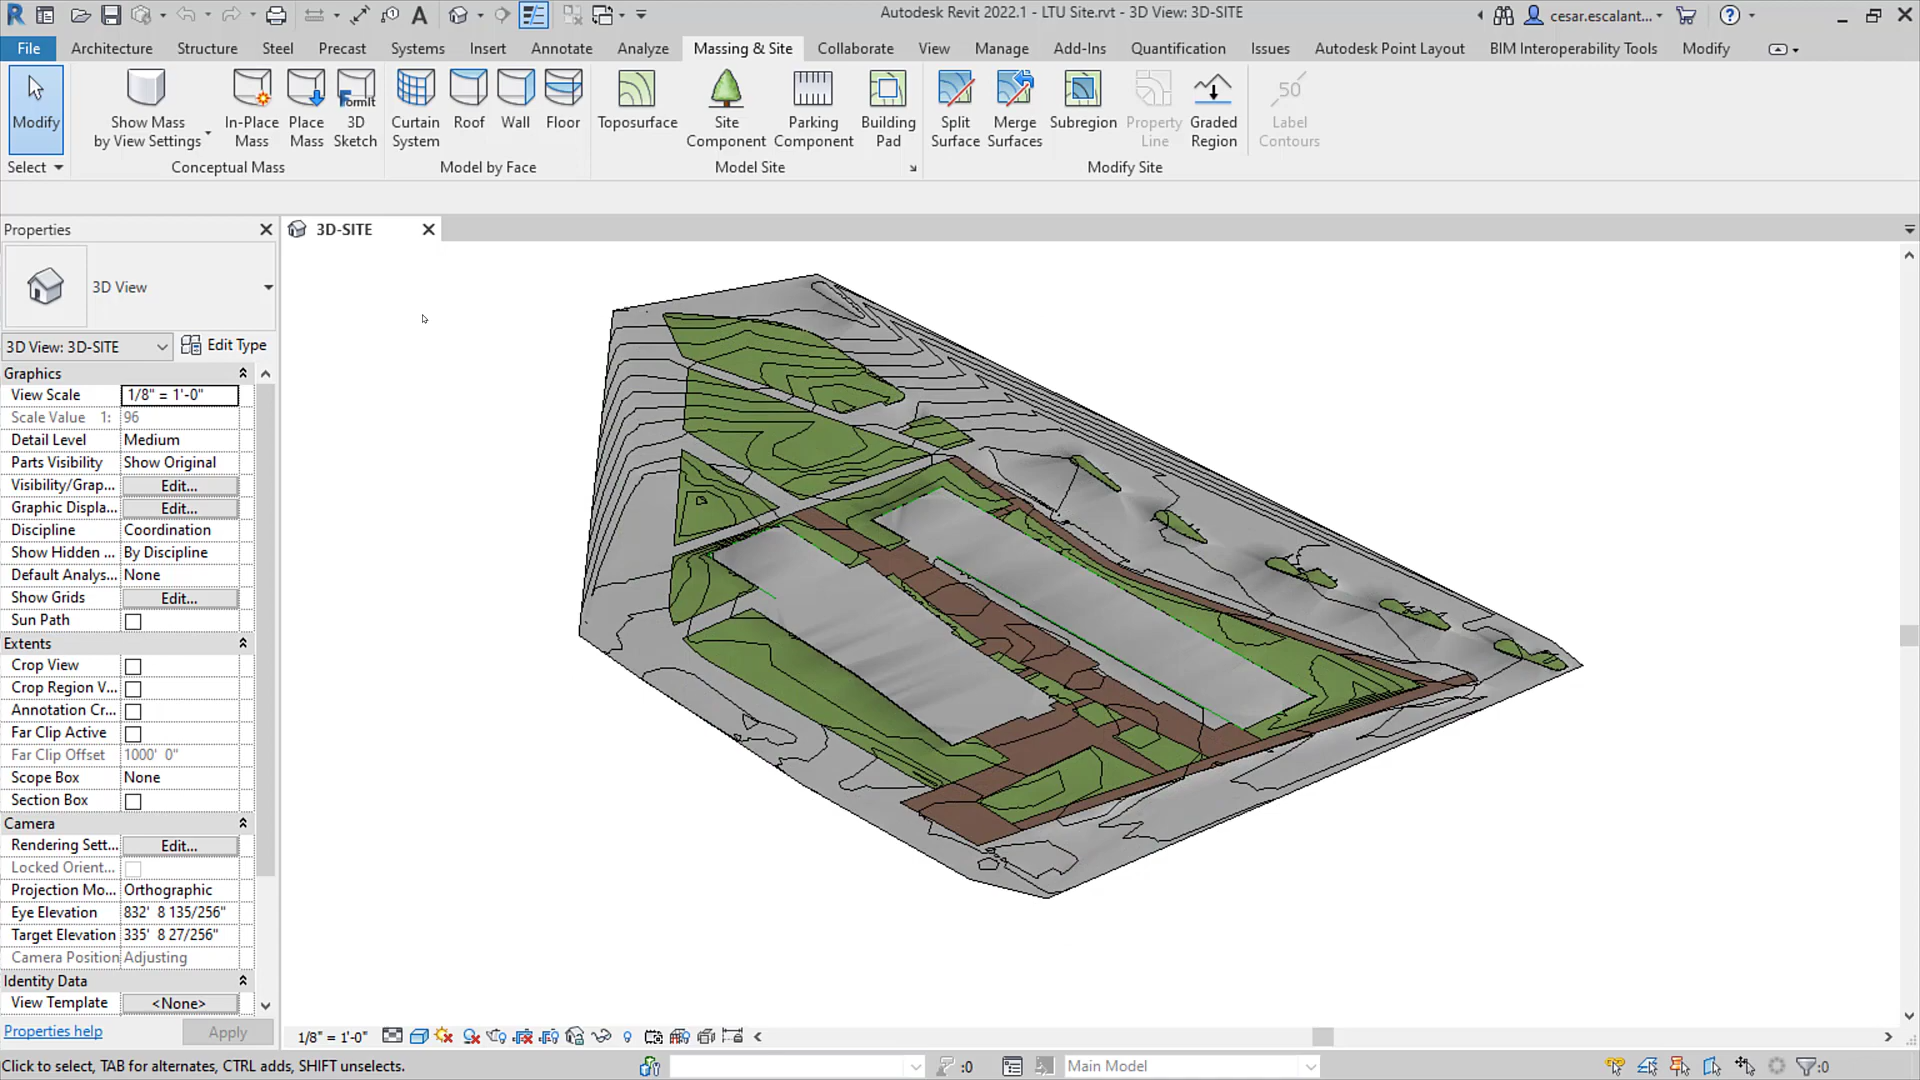 Autodesk Revit 2022.1 - LTU Site.rvt - 3D View: 3D-SITE
cesar.escalant...
File Architecture Structure Steel Precast Systems Insert Annotate Analyze Massing & Site Collaborate View Manage Add-Ins Quantification Issues Autodesk Point Layout BIM Interoperability Tools Modify
Modify
Show Mass by View Settings
In-Place Mass
Place Mass
FormIt 3D Sketch
Curtain System
Roof
Wall
Floor
Toposurface
Site Component
Parking Component
Building Pad
Split Surface
Merge Surfaces
Subregion
Property Line
Graded Region
50
Label Contours
Select Conceptual Mass Model by Face Model Site Modify Site
Properties
3D-SITE
3D View
3D View: 3D-SITE Edit Type
Graphics
View Scale 1/8" = 1'-0"
Scale Value 1: 96
Detail Level Medium
Parts Visibility Show Original
Visibility/Grap... Edit...
Graphic Displa... Edit...
Discipline Coordination
Show Hidden ... By Discipline
Default Analys... None
Show Grids Edit...
Sun Path
Extents
Crop View
Crop Region V...
Annotation Cr...
Far Clip Active
Far Clip Offset 1000' 0"
Scope Box None
Section Box
Camera
Rendering Sett... Edit...
Locked Orient...
Projection Mo... Orthographic
Eye Elevation 832' 8 135/256"
Target Elevation 335' 8 27/256"
Camera Position Adjusting
Identity Data
View Template <None>
Properties help Apply
1/8" = 1'-0"
Click to select, TAB for alternates, CTRL adds, SHIFT unselects.
:0
Main Model
:0